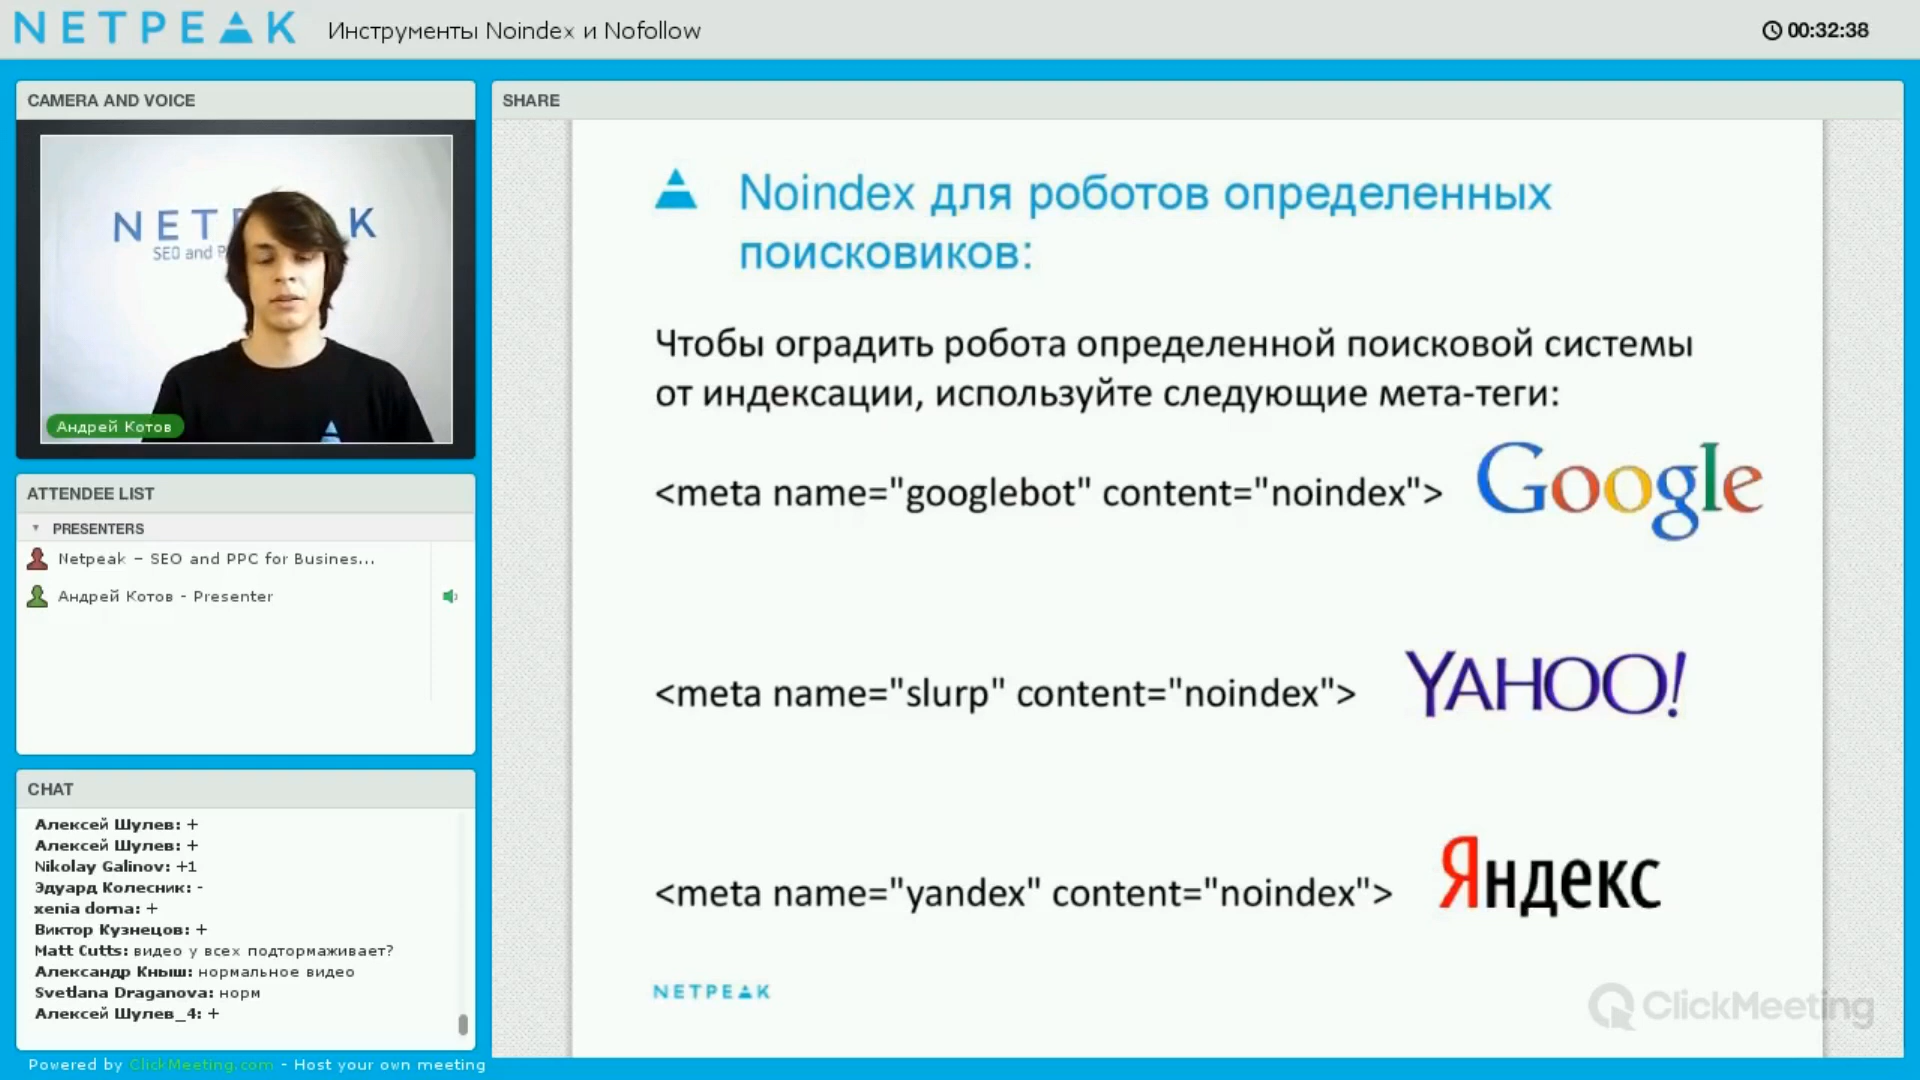 NETPEAK
Инструменты Noindex и Nofollow
00:32:38
CAMERA AND VOICE
NETPEAK
SEO and P
Андрей Котов
ATTENDEE LIST
PRESENTERS
Netpeak – SEO and PPC for Busines...
Андрей Котов - Presenter
CHAT
Алексей Шулев: +
Алексей Шулев: +
Nikolay Galinov: +1
Эдуард Колесник: -
xenia doma: +
Виктор Кузнецов: +
Matt Cutts: видео у всех подтормаживает?
Александр Кныш: нормальное видео
Svetlana Draganova: норм
Алексей Шулев_4: +
Powered by ClickMeeting.com - Host your own meeting
SHARE
Noindex для роботов определенных
поисковиков:
Чтобы оградить робота определенной поисковой системы
от индексации, используйте следующие мета-теги:
<meta name="googlebot" content="noindex"> Google
<meta name="slurp" content="noindex"> YAHOO!
<meta name="yandex" content="noindex"> Яндекс
NETPEAK
ClickMeeting